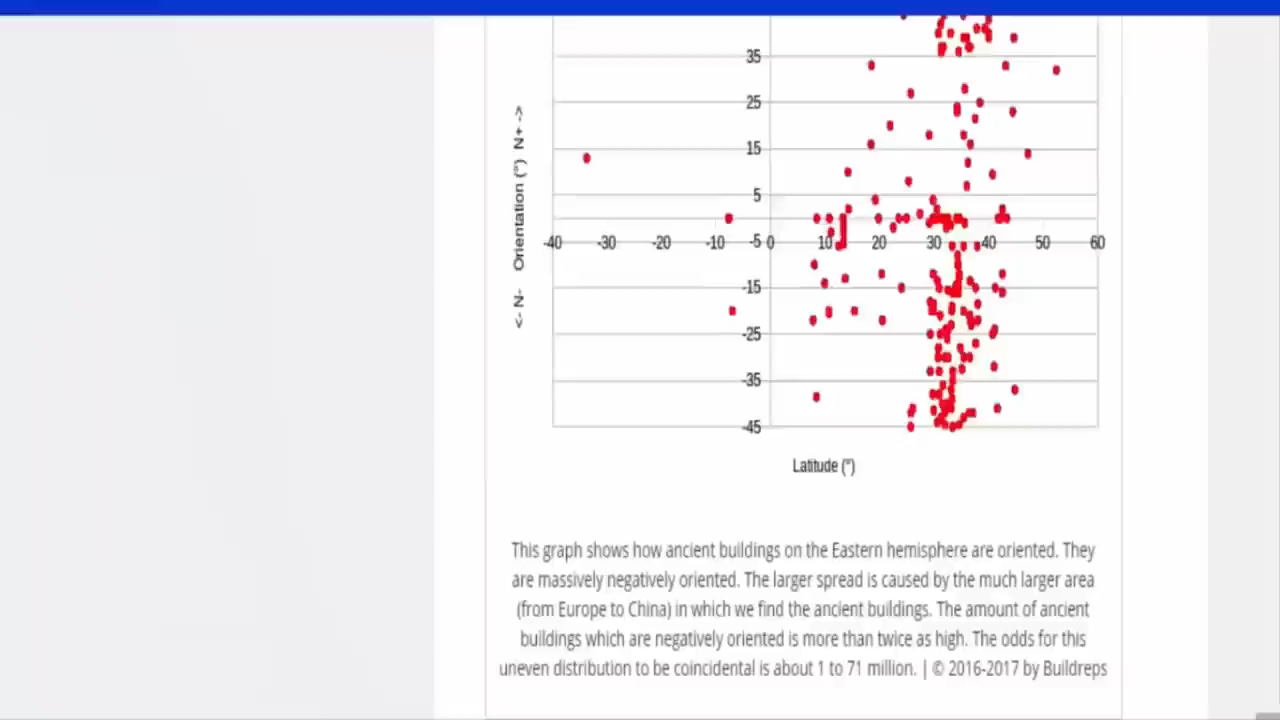 35
25
15
5
-40 -30 -20 -10 -5 0 10 20 30 40 50 60
-15
-25
-35
-45
Orientation (°)
<- N- N+ ->
Latitude (°)
This graph shows how ancient buildings on the Eastern hemisphere are oriented. They
are massively negatively oriented. The larger spread is caused by the much larger area
(from Europe to China) in which we find the ancient buildings. The amount of ancient
buildings which are negatively oriented is more than twice as high. The odds for this
uneven distribution to be coincidental is about 1 to 71 million. | © 2016-2017 by Buildreps